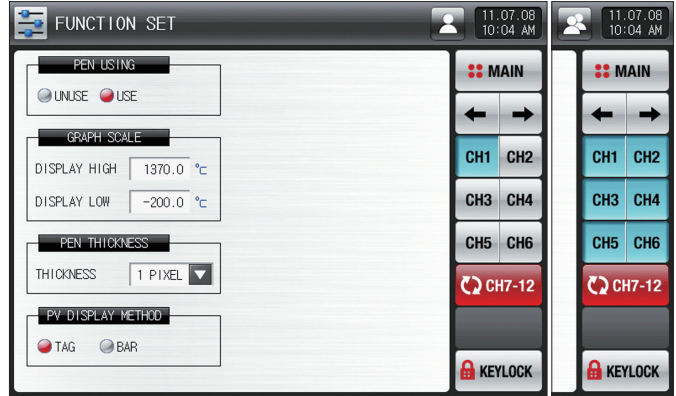 FUNCTION SET
11.07.08
10:04 AM
PEN USING
UNUSE USE
GRAPH SCALE
DISPLAY HIGH 1370.0 °C
DISPLAY LOW -200.0 °C
PEN THICKNESS
THICKNESS 1 PIXEL
PV DISPLAY METHOD
TAG BAR
MAIN
CH1 CH2
CH3 CH4
CH5 CH6
CH7-12
KEYLOCK
11.07.08
10:04 AM
MAIN
CH1 CH2
CH3 CH4
CH5 CH6
CH7-12
KEYLOCK